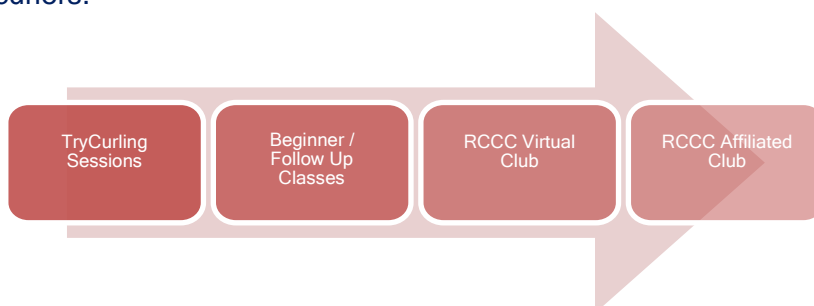 TryCurling
Sessions
Beginner /
Follow Up
Classes
RCCC Virtual
Club
RCCC Affiliated
Club